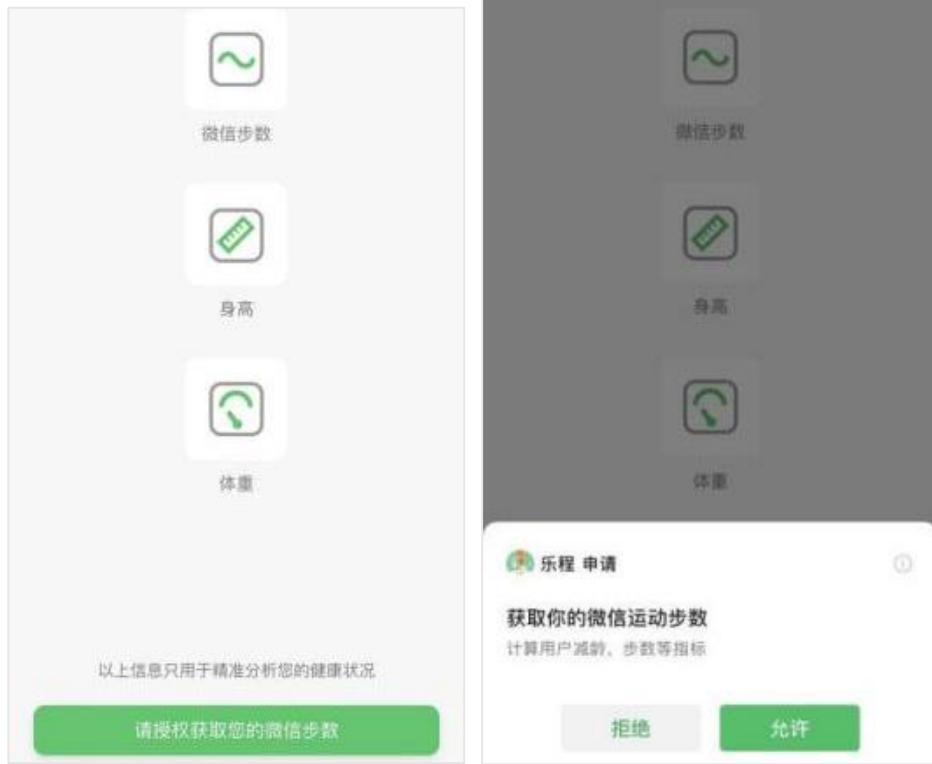 微信步数
身高
体重
以上信息只用于精准分析您的健康状况
请授权获取您的微信步数
微信步数
身高
体重
乐程 申请
获取你的微信运动步数
计算用户减龄、步数等指标
拒绝
允许